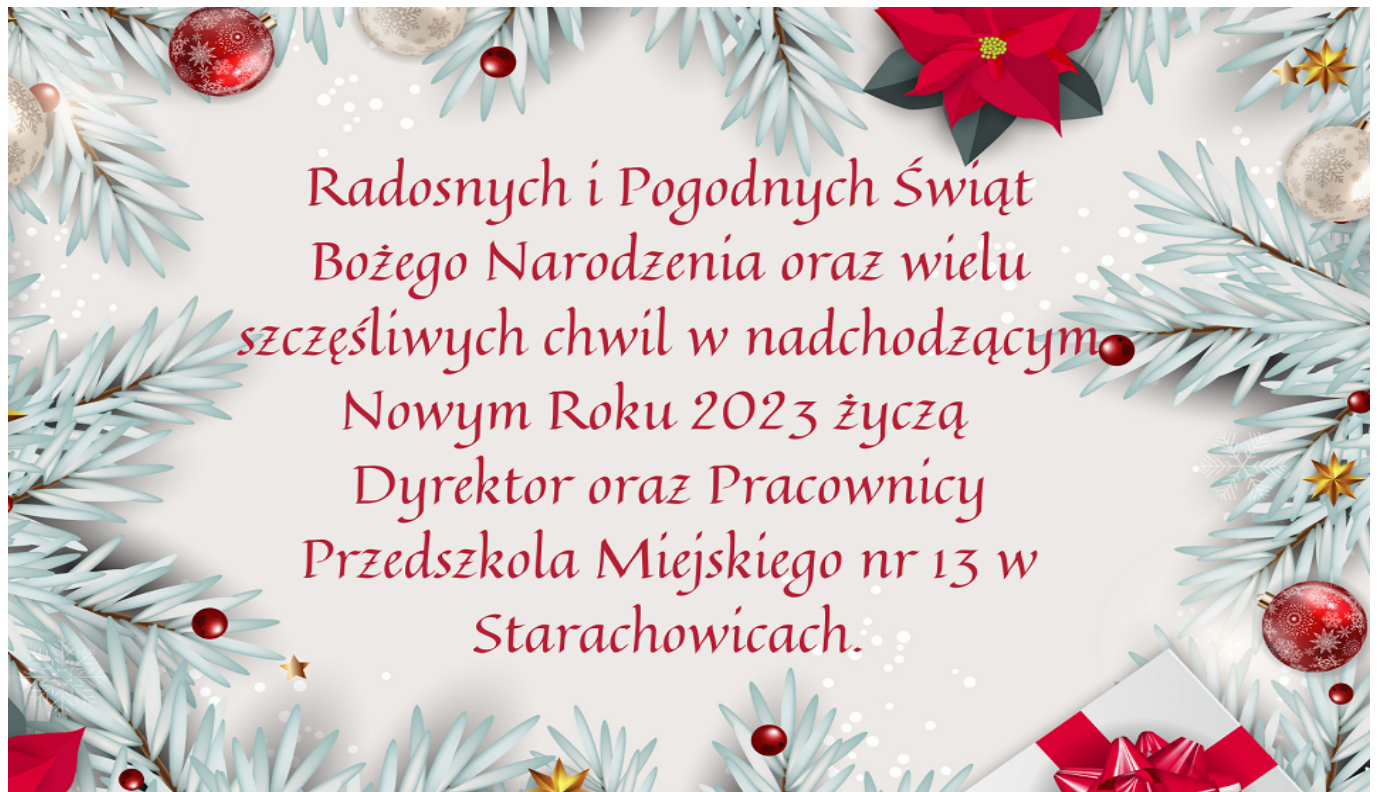 Radosnych i Pogodnych Świąt
Bożego Narodzenia oraz wielu
szczęśliwych chwil w nadchodzącym
Nowym Roku 2023 życzą
Dyrektor oraz Pracownicy
Przedszkola Miejskiego nr 13 w
Starachowicach.